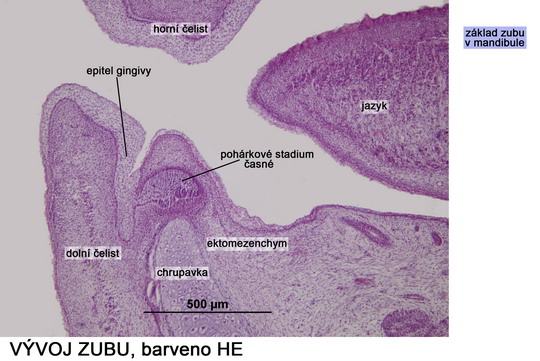 horní čelist
základ zubu
v mandibule
epitel gingivy
jazyk
pohárkové stadium
časné
ektomezenchym
dolní čelist
chrupavka
500 µm
VÝVOJ ZUBU, barveno HE